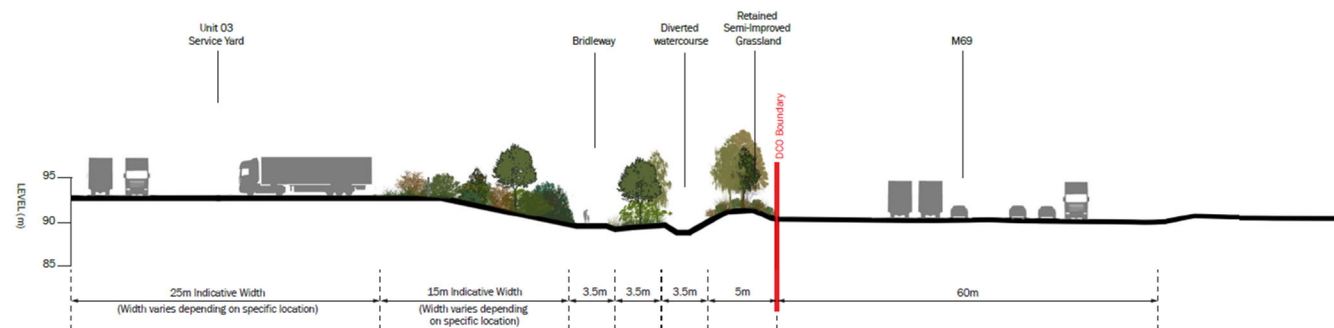 Unit 03
Service Yard
Bridleway
Diverted
watercourse
Retained
Semi-Improved
Grassland
DCO Boundary
M69
LEVEL (m)
95
90
85
25m Indicative Width
(Width varies depending on specific location)
15m Indicative Width
(Width varies depending
on specific location)
3.5m
3.5m
3.5m
5m
60m